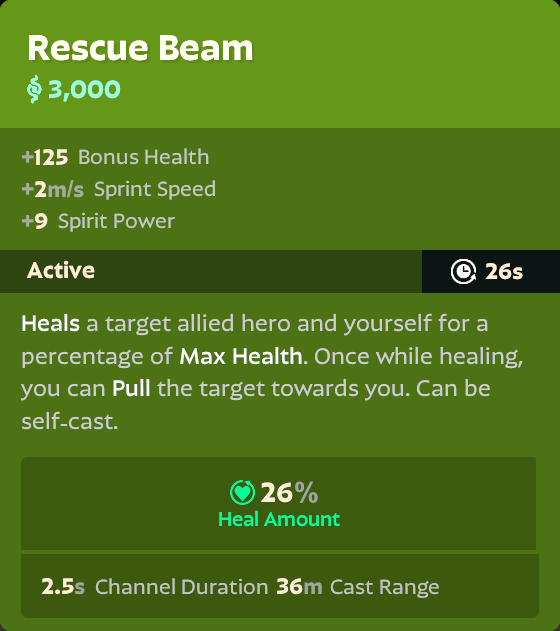 Rescue Beam
3,000
+125 Bonus Health
+2m/s Sprint Speed
+9 Spirit Power
Active 26s
Heals a target allied hero and yourself for a
percentage of Max Health. Once while healing,
you can Pull the target towards you. Can be
self-cast.
26%
Heal Amount
2.5s Channel Duration 36m Cast Range